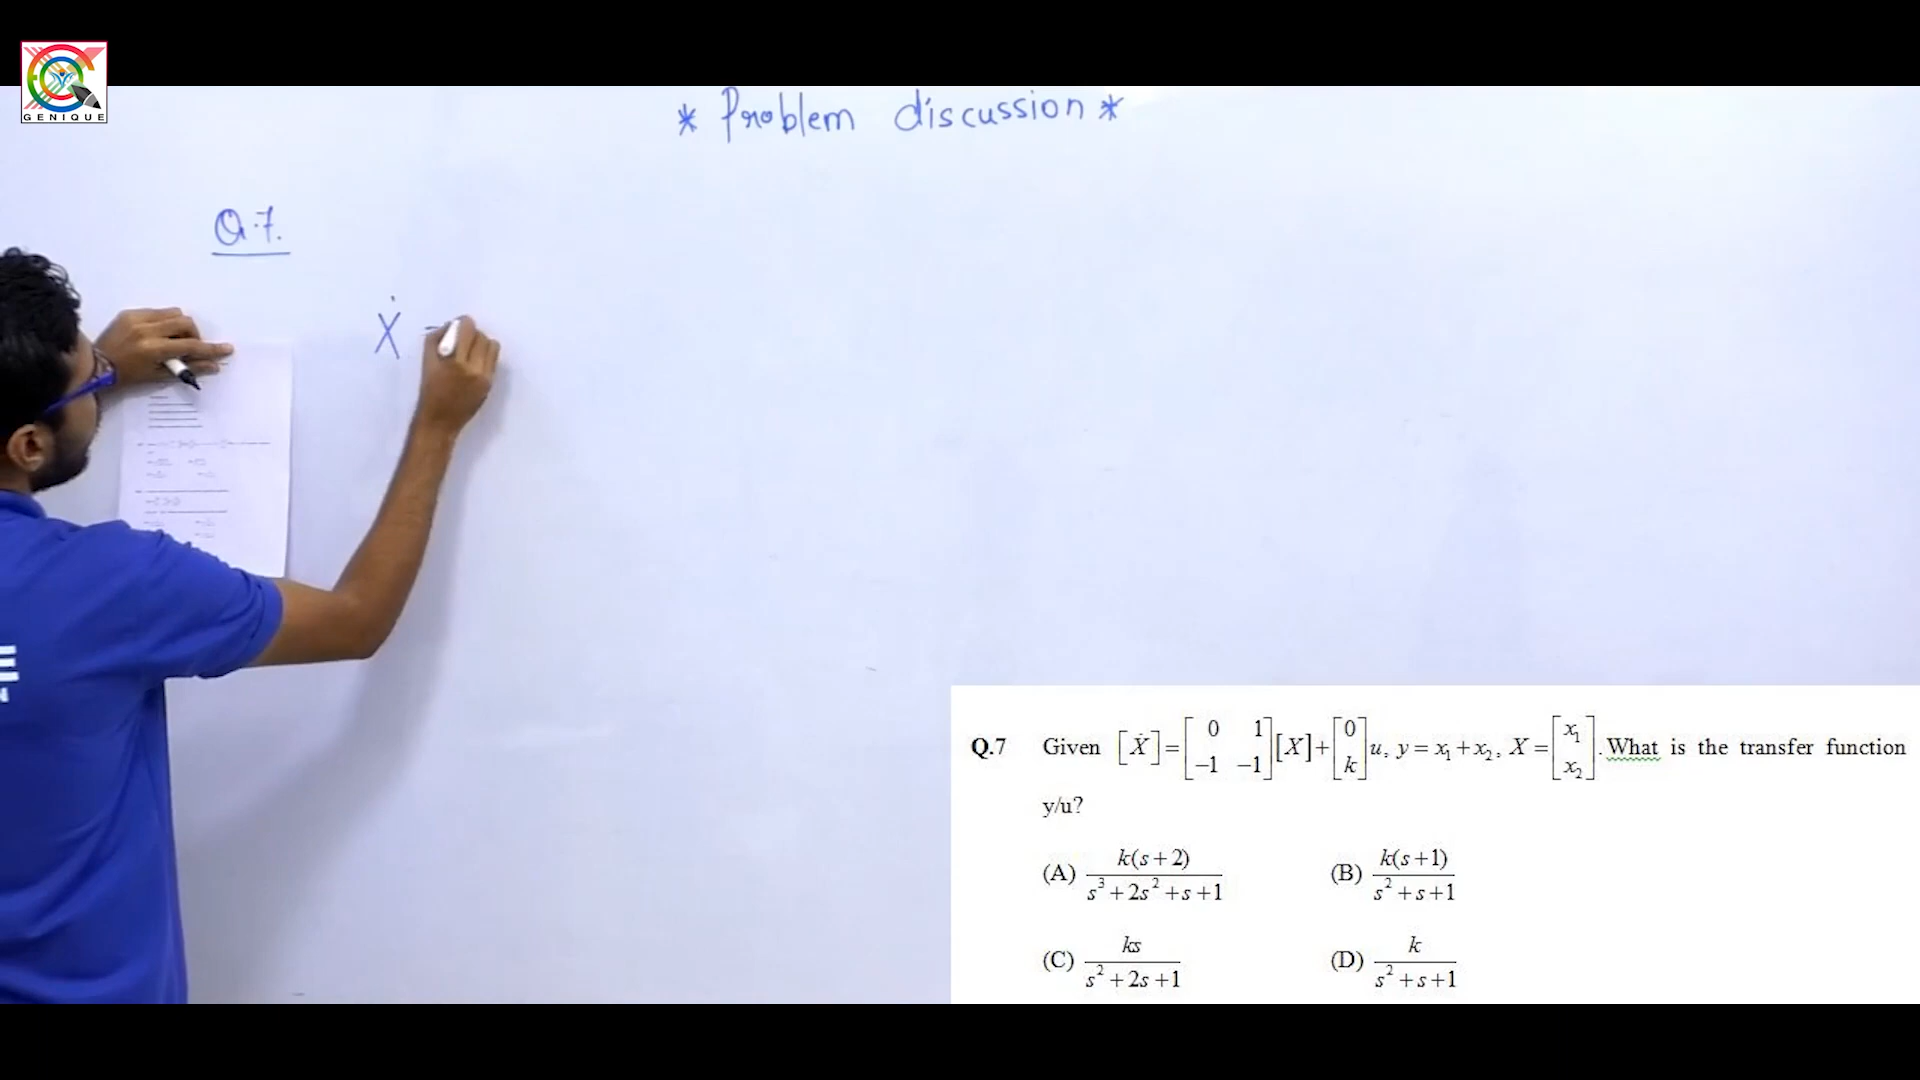 GENIQUE
* Problem discussion *
Q.7.
Ẋ =
Q.7 Given [Ẋ] = [0 1; -1 -1] [X] + [0; k] u, y = x₁ + x₂, X = [x₁; x₂]. What is the transfer function
y/u?
(A) k(s+2) / s³+2s²+s+1 (B) k(s+1) / s²+s+1
(C) ks / s²+2s+1 (D) k / s²+s+1